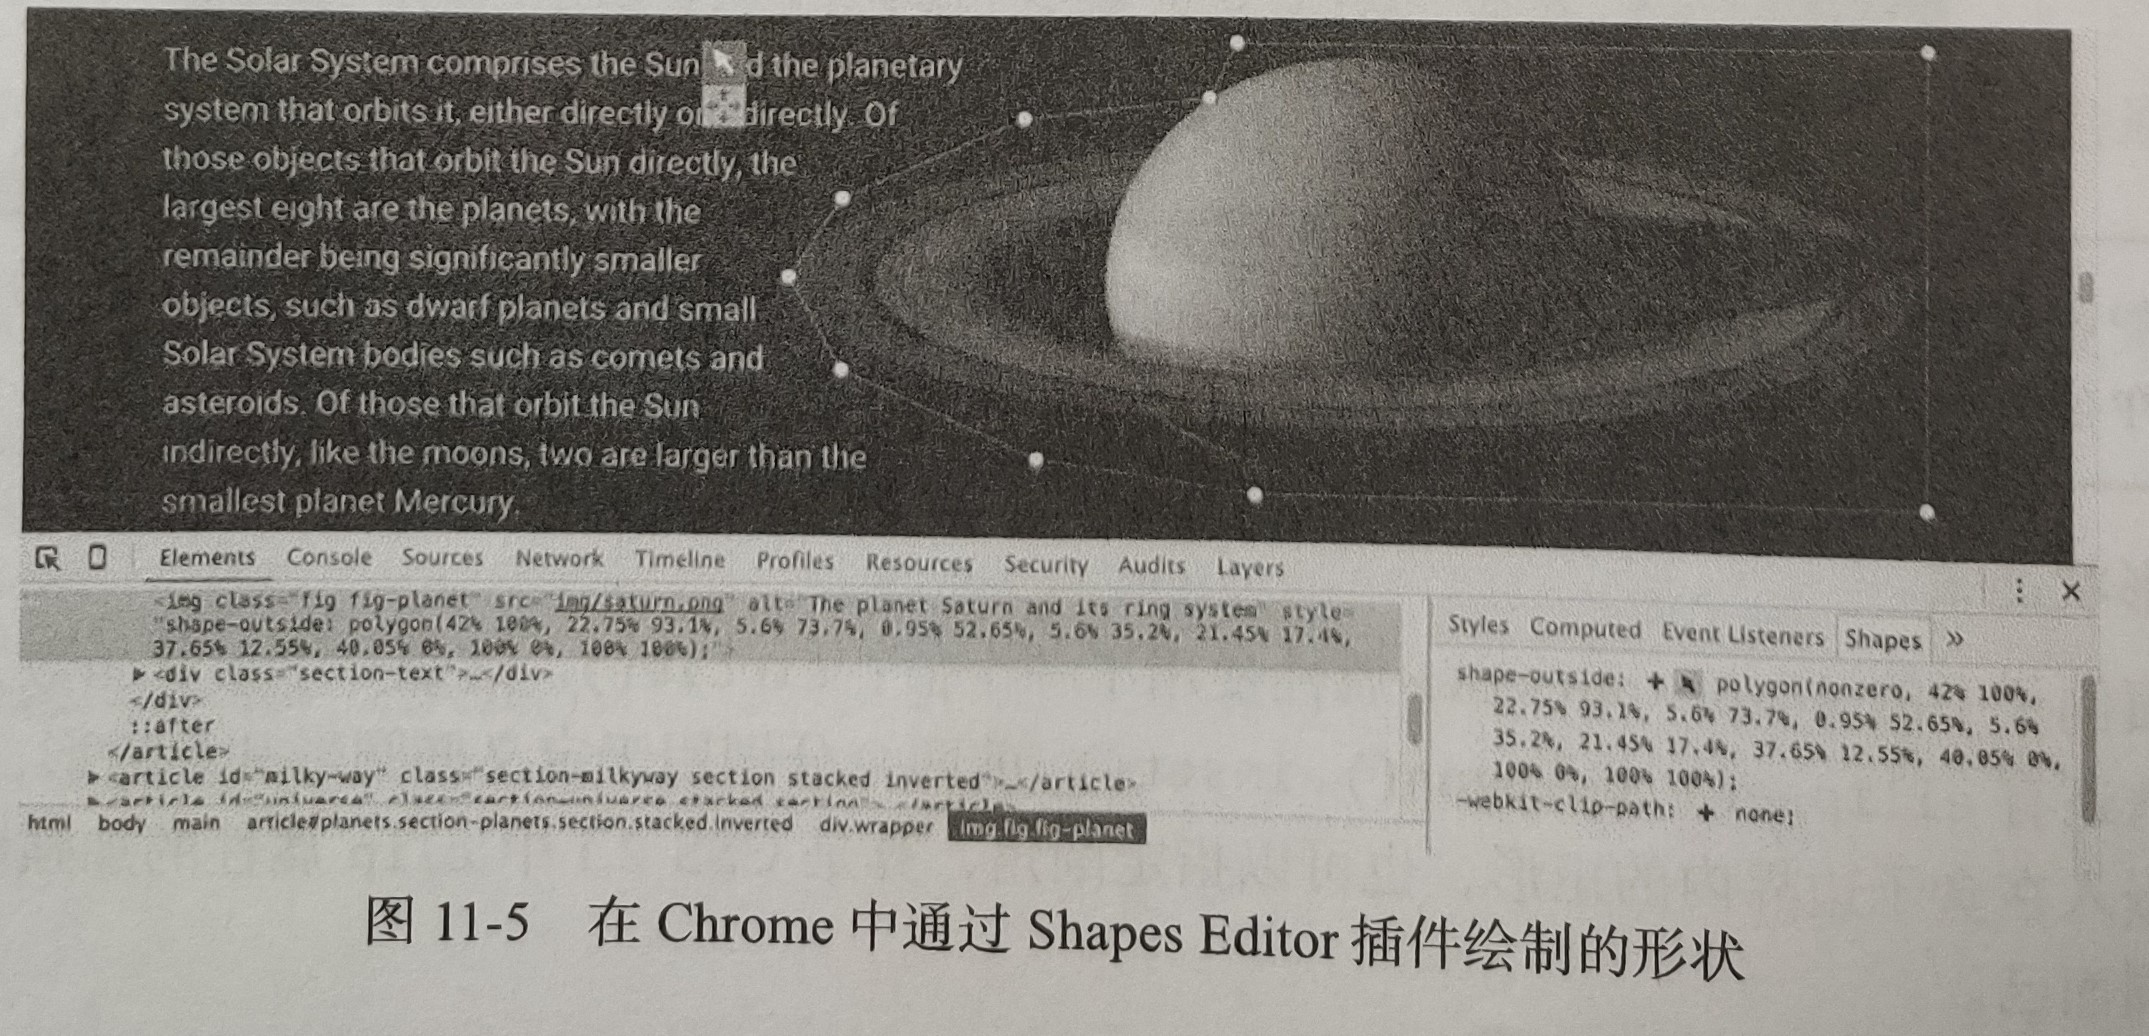 The Solar System comprises the Sun d the planetary
system that orbits it, either directly or directly. Of
those objects that orbit the Sun directly, the
largest eight are the planets, with the
remainder being significantly smaller
objects, such as dwarf planets and small
Solar System bodies such as comets and
asteroids. Of those that orbit the Sun
indirectly, like the moons, two are larger than the
smallest planet Mercury.
Elements Console Sources Network Timeline Profiles Resources Security Audits Layers
<img class="fig fig-planet" src="img/saturn.png" alt="The planet Saturn and its ring system" style=
"shape-outside: polygon(42% 100%, 22.75% 93.1%, 5.6% 73.7%, 0.95% 52.65%, 5.6% 35.2%, 21.45% 17.4%,
37.65% 12.55%, 40.05% 0%, 100% 0%, 100% 100%);">
▶<div class="section-text">…</div>
</div>
::after
</article>
▶<article id="milky-way" class="section-milkyway section stacked inverted">…</article>
▶<article id="universe" class="section-universe stacked section">…</article>
html body main article#planets.section-planets.section.stacked.inverted div.wrapper img.fig.fig-planet
Styles Computed Event Listeners Shapes »
shape-outside: + polygon(nonzero, 42% 100%,
22.75% 93.1%, 5.6% 73.7%, 0.95% 52.65%, 5.6%
35.2%, 21.45% 17.4%, 37.65% 12.55%, 40.05% 0%,
100% 0%, 100% 100%);
-webkit-clip-path: + none;
图 11-5 在 Chrome 中通过 Shapes Editor 插件绘制的形状